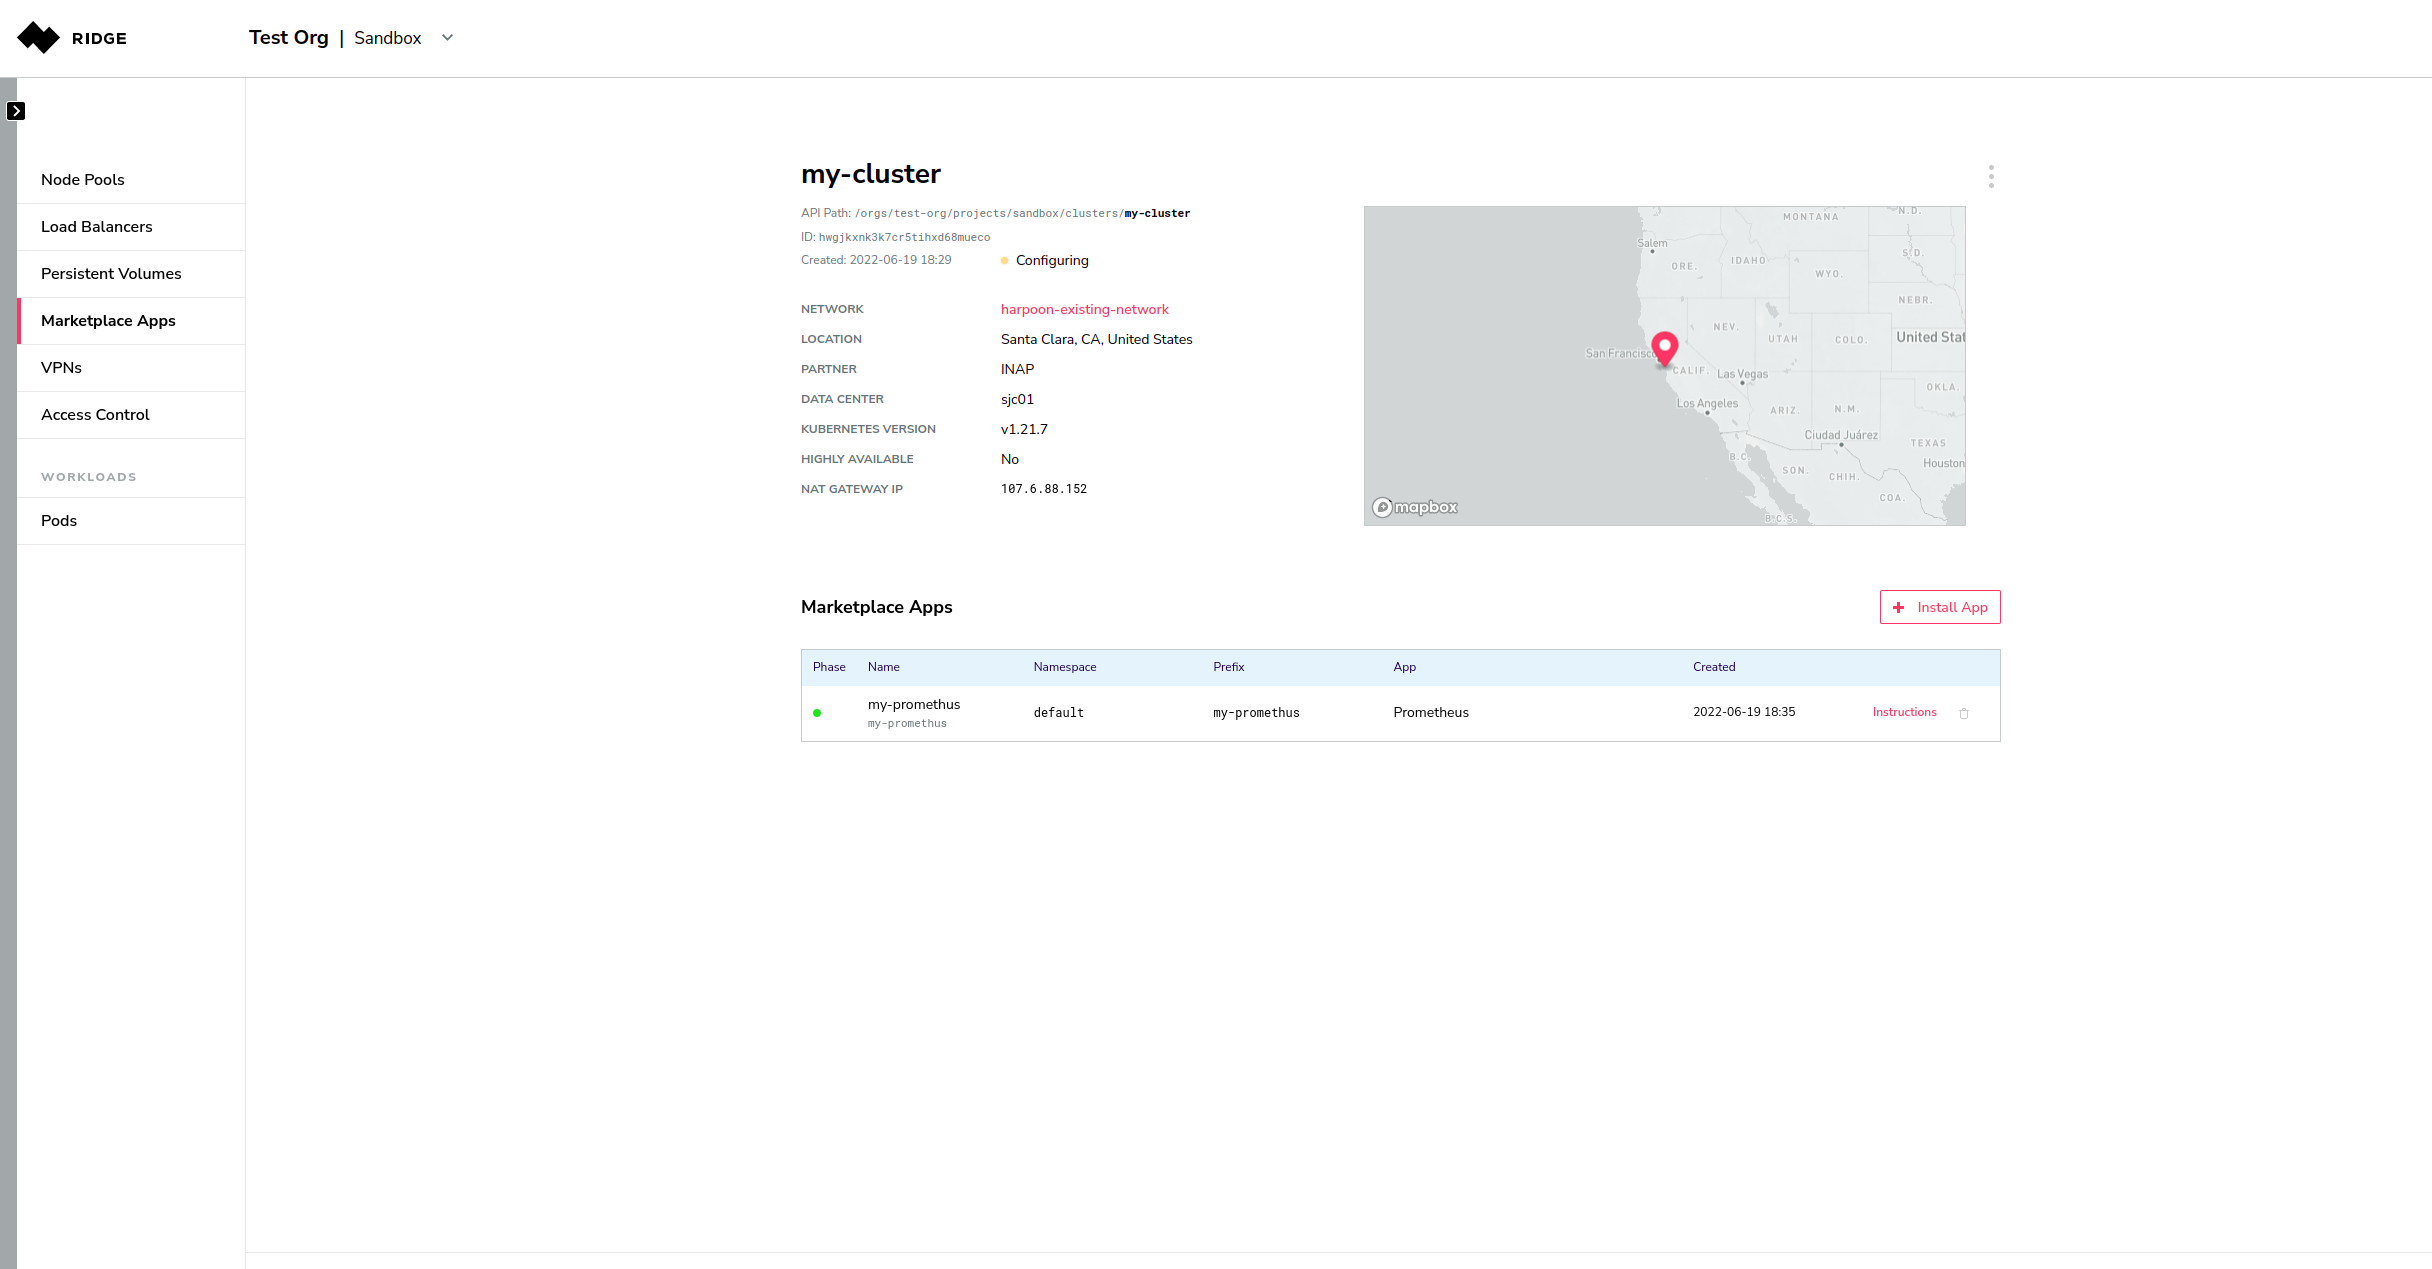 RIDGE
Test Org | Sandbox
Node Pools
Load Balancers
Persistent Volumes
Marketplace Apps
VPNs
Access Control
WORKLOADS
Pods
my-cluster
API Path: /orgs/test-org/projects/sandbox/clusters/my-cluster
ID: hwgjkxnk3k7cr5tihxd68mueco
Created: 2022-06-19 18:29 Configuring
NETWORK harpoon-existing-network
LOCATION Santa Clara, CA, United States
PARTNER INAP
DATA CENTER sjc01
KUBERNETES VERSION v1.21.7
HIGHLY AVAILABLE No
NAT GATEWAY IP 107.6.88.152
MONTANA
N.D.
Salem
ORE.
IDAHO
WYO.
S.D.
NEBR.
NEV.
UTAH
COLO.
United Stat
San Francisc
CALIF.
Las Vegas
OKLA.
Los Angeles
ARIZ.
N.M.
Ciudad Juárez
TEXAS
B.C.
SON.
CHIH.
Houston
COA.
mapbox
B.C.S.
Marketplace Apps
Install App
Phase Name Namespace Prefix App Created
my-promethus default my-promethus Prometheus 2022-06-19 18:35 Instructions
my-promethus